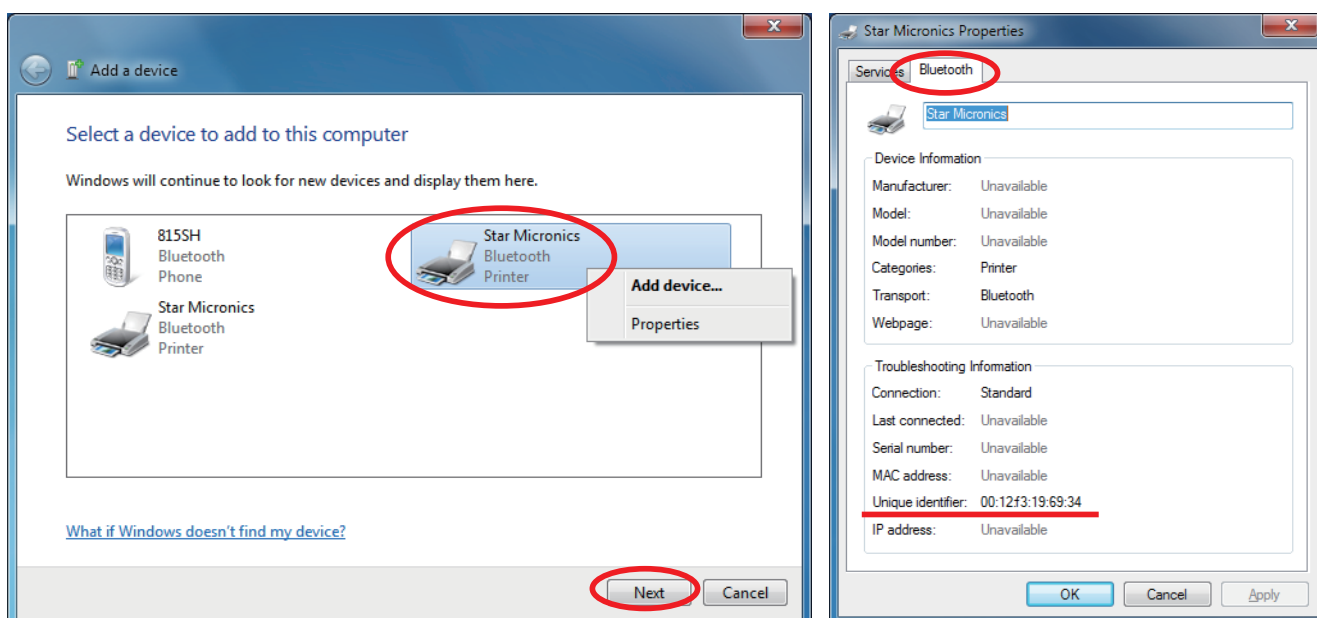 Add a device
Select a device to add to this computer
Windows will continue to look for new devices and display them here.
815SH
Bluetooth
Phone
Star Micronics
Bluetooth
Printer
Star Micronics
Bluetooth
Printer
Add device...
Properties
What if Windows doesn't find my device?
Next Cancel
Star Micronics Properties
Services Bluetooth
Star Micronics
Device Information
Manufacturer: Unavailable
Model: Unavailable
Model number: Unavailable
Categories: Printer
Transport: Bluetooth
Webpage: Unavailable
Troubleshooting Information
Connection: Standard
Last connected: Unavailable
Serial number: Unavailable
MAC address: Unavailable
Unique identifier: 00:12:f3:19:69:34
IP address: Unavailable
OK Cancel Apply